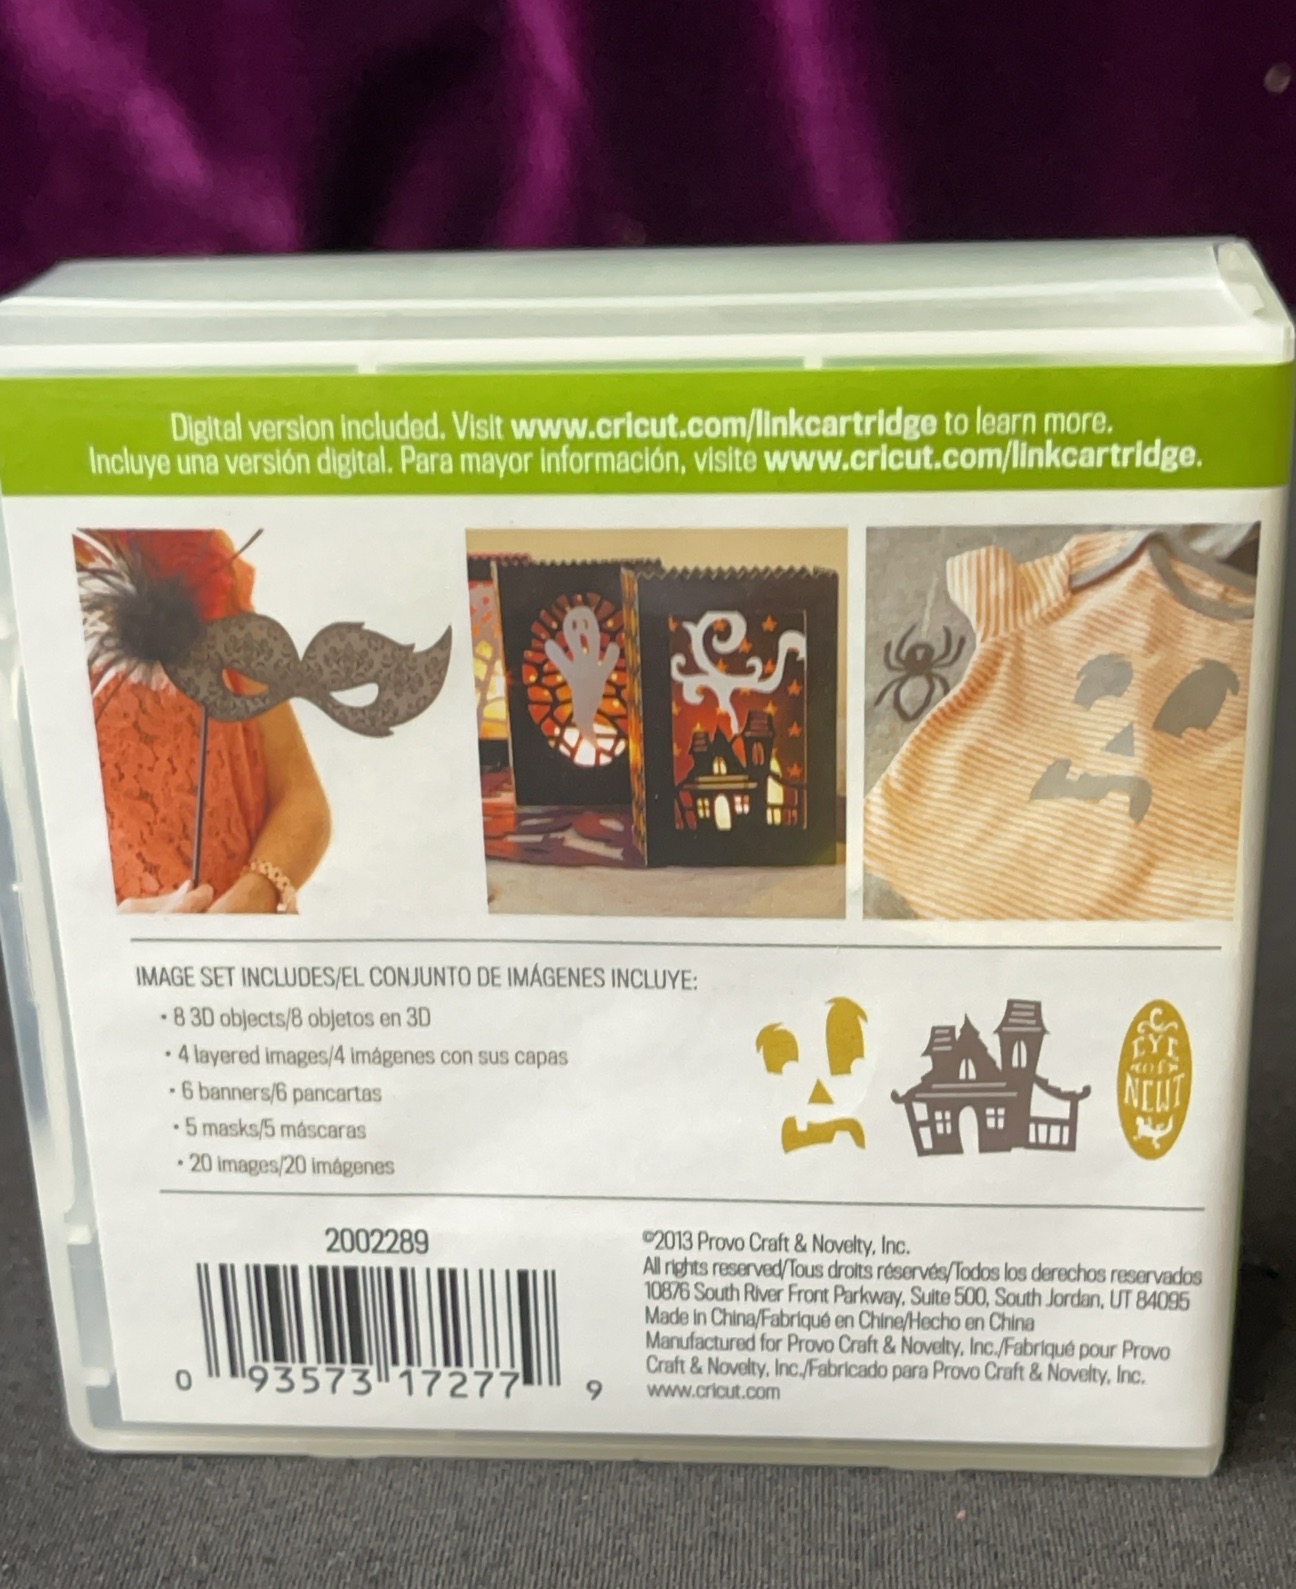 Digital version included. Visit www.cricut.com/linkcartridge to learn more.
Incluye una versión digital. Para mayor información, visite www.cricut.com/linkcartridge.
IMAGE SET INCLUDES/EL CONJUNTO DE IMÁGENES INCLUYE:
• 8 3D objects/8 objetos en 3D
• 4 layered images/4 imágenes con sus capas
• 6 banners/6 pancartas
• 5 masks/5 máscaras
• 20 images/20 imágenes
EYE
OF
NEWT
2002289
0 93573 17277 9
©2013 Provo Craft & Novelty, Inc.
All rights reserved/Tous droits réservés/Todos los derechos reservados
10876 South River Front Parkway, Suite 500, South Jordan, UT 84095
Made in China/Fabriqué en Chine/Hecho en China
Manufactured for Provo Craft & Novelty, Inc./Fabriqué pour Provo
Craft & Novelty, Inc./Fabricado para Provo Craft & Novelty, Inc.
www.cricut.com